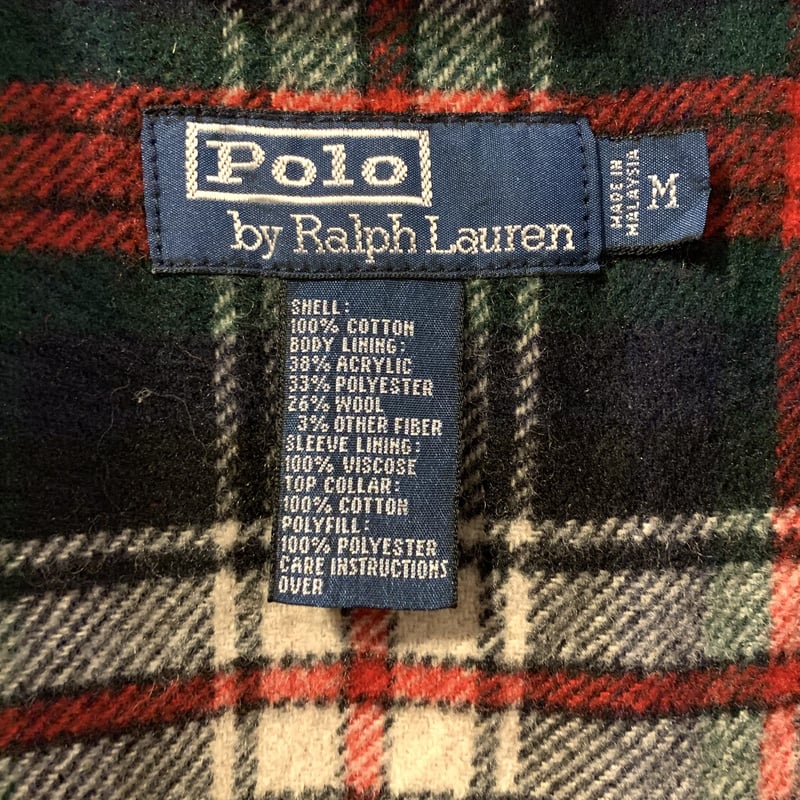 Polo
by Ralph Lauren
MADE IN
MALAYSIA
M
SHELL:
100% COTTON
BODY LINING:
38% ACRYLIC
33% POLYESTER
26% WOOL
3% OTHER FIBER
SLEEVE LINING:
100% VISCOSE
TOP COLLAR:
100% COTTON
POLYFILL:
100% POLYESTER
CARE INSTRUCTIONS
OVER